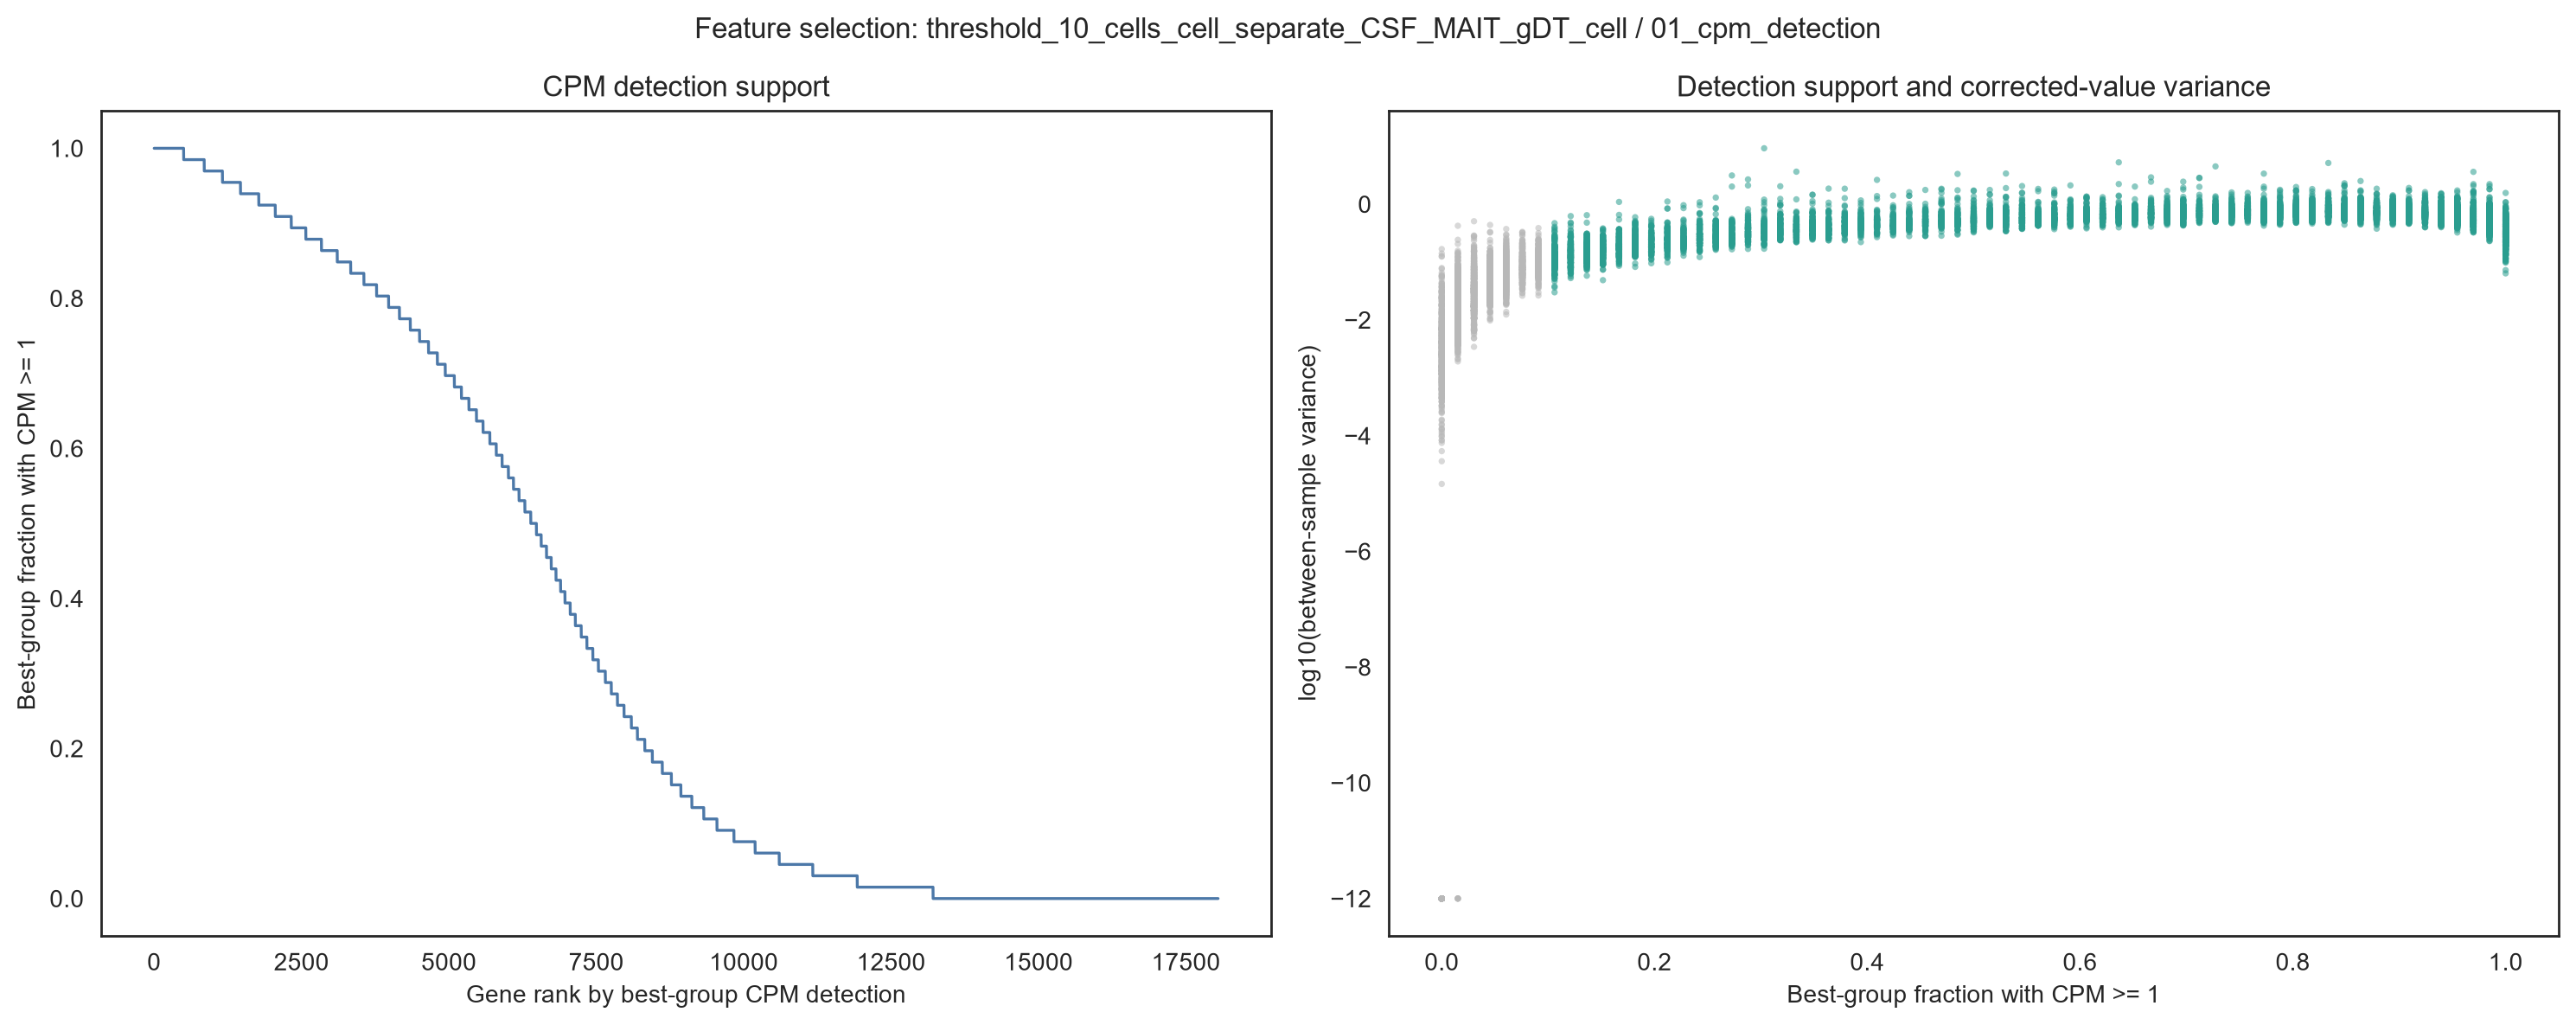 Feature selection: threshold_10_cells_cell_separate_CSF_MAIT_gDT_cell / 01_cpm_detection
CPM detection support
Best-group fraction with CPM >= 1
1.0
0.8
0.6
0.4
0.2
0.0
0 2500 5000 7500 10000 12500 15000 17500
Gene rank by best-group CPM detection
Detection support and corrected-value variance
log10(between-sample variance)
0
−2
−4
−6
−8
−10
−12
0.0 0.2 0.4 0.6 0.8 1.0
Best-group fraction with CPM >= 1